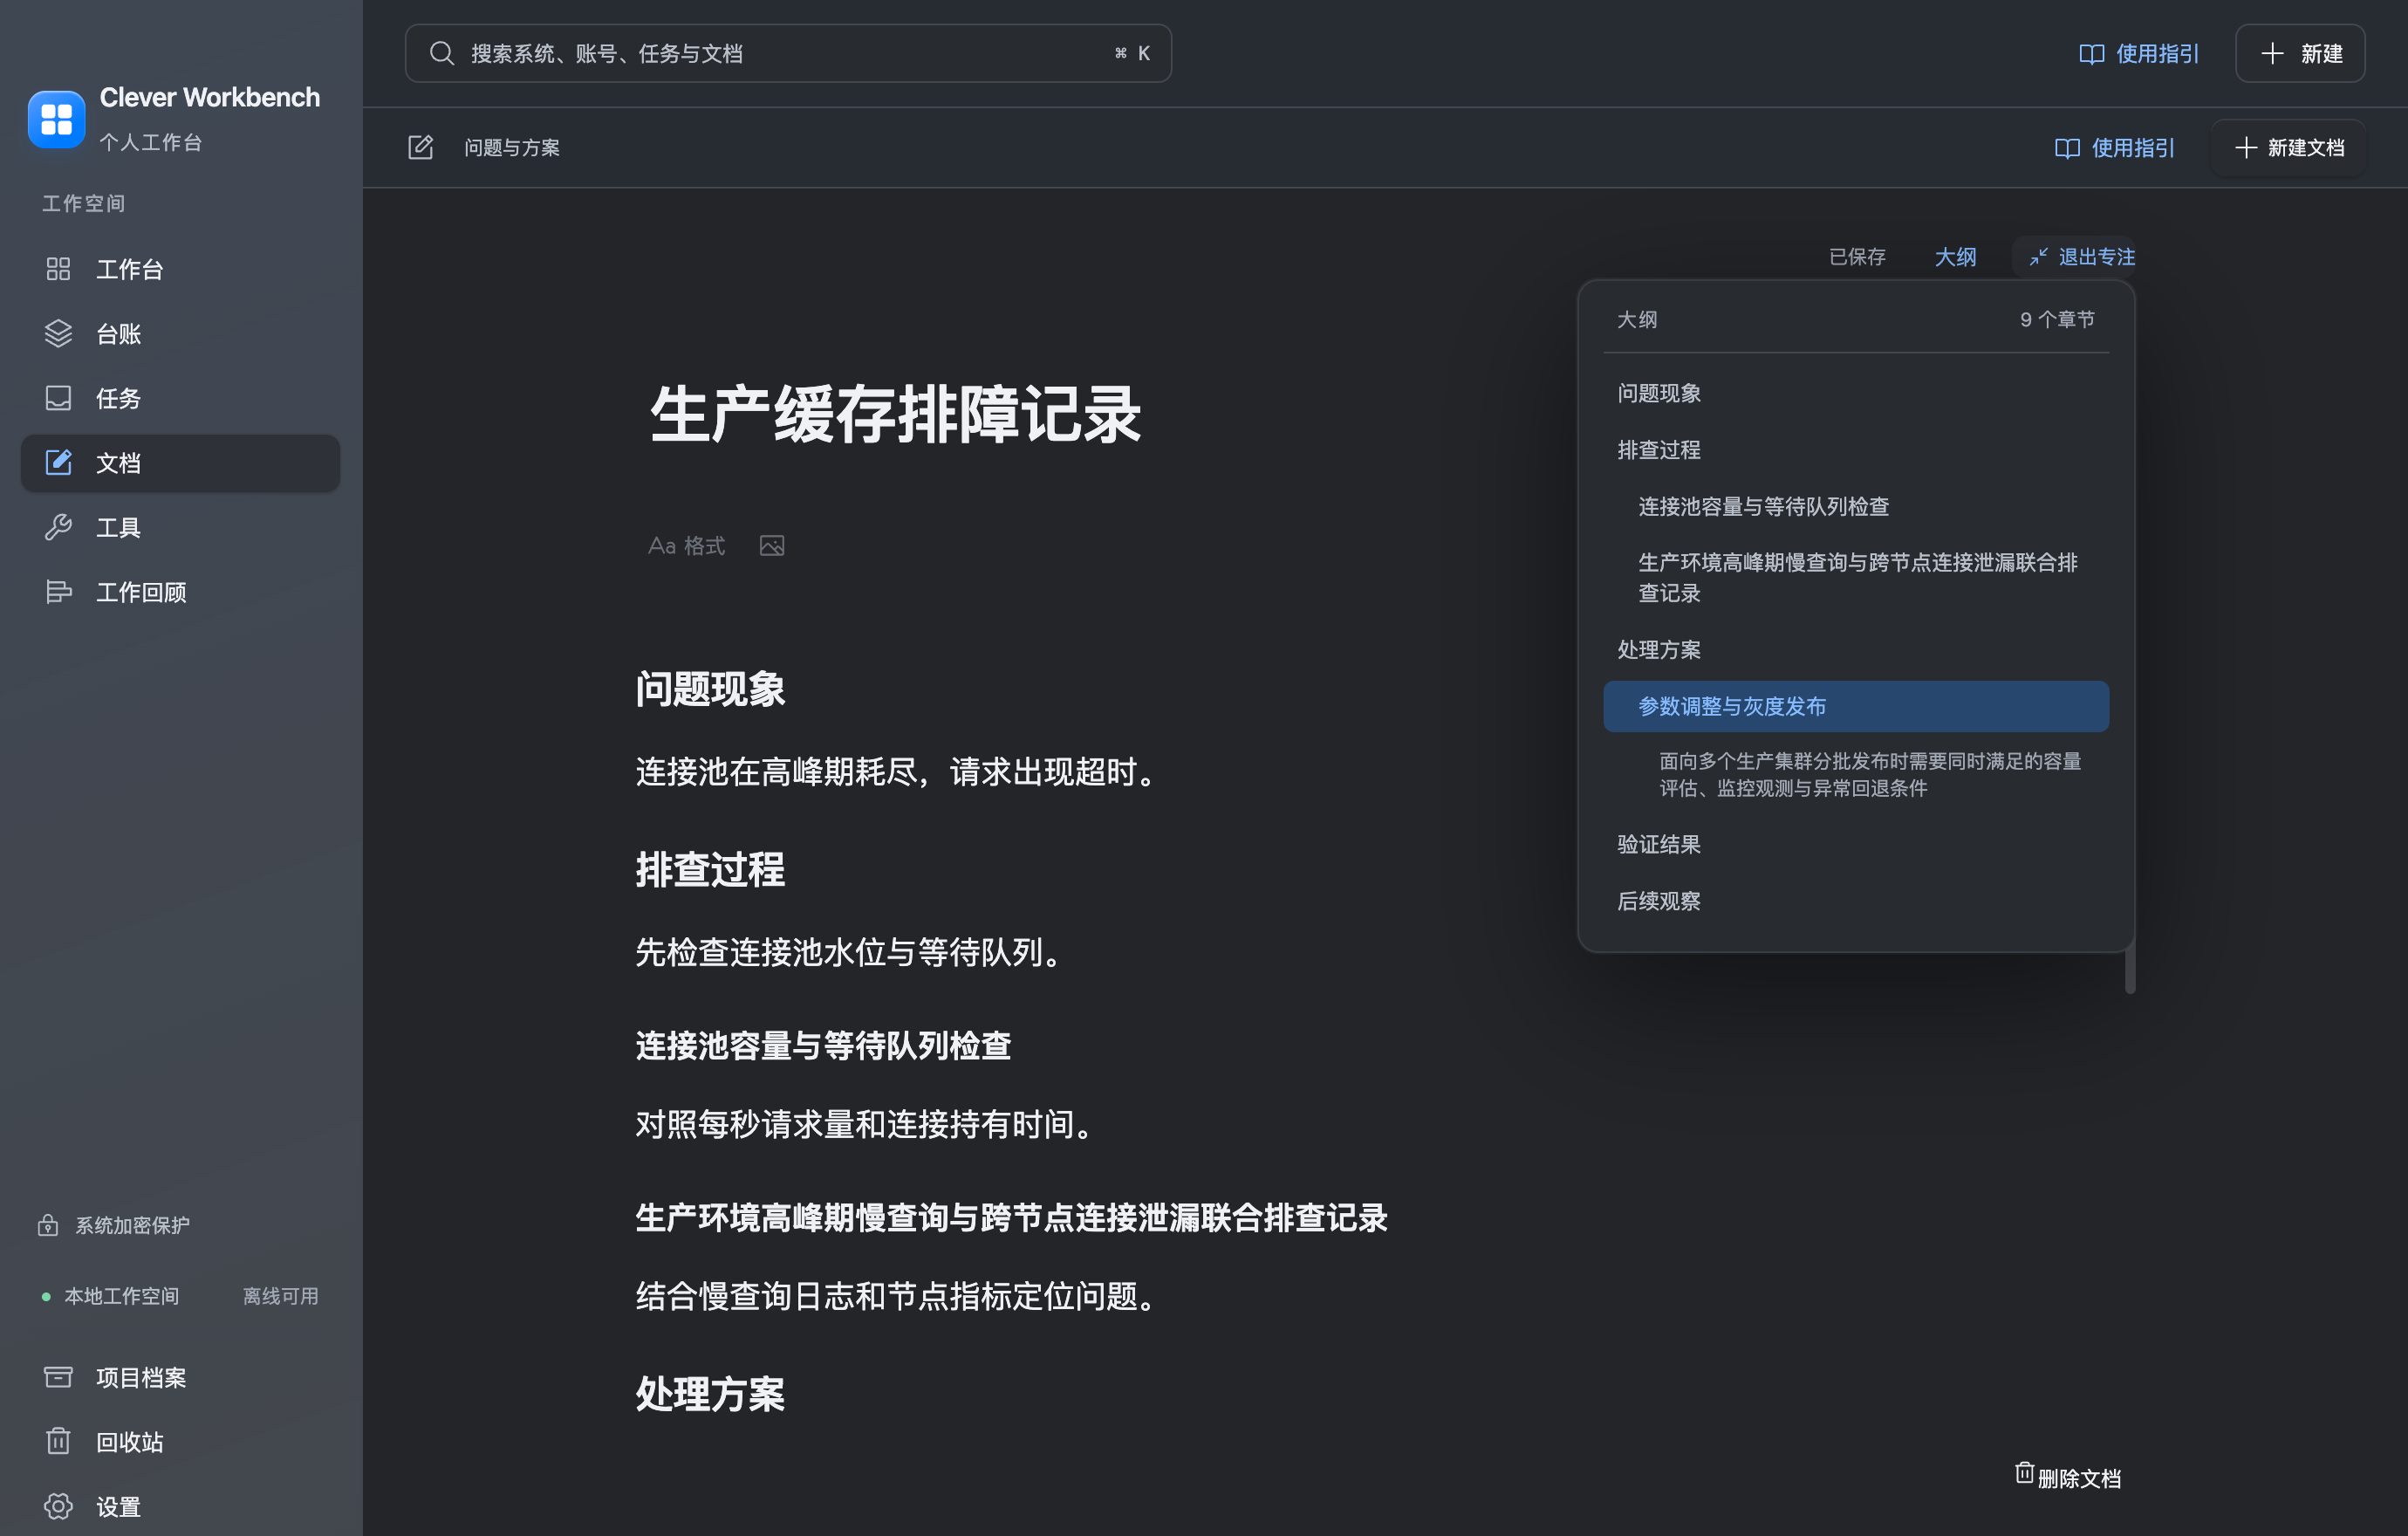 Clever Workbench
个人工作台
工作空间
工作台
台账
任务
文档
工具
工作回顾
系统加密保护
本地工作空间 离线可用
项目档案
回收站
设置
搜索系统、账号、任务与文档 ⌘ K
使用指引
新建
问题与方案
使用指引
新建文档
已保存 大纲 退出专注
生产缓存排障记录
Aa 格式
问题现象
连接池在高峰期耗尽，请求出现超时。
排查过程
先检查连接池水位与等待队列。
连接池容量与等待队列检查
对照每秒请求量和连接持有时间。
生产环境高峰期慢查询与跨节点连接泄漏联合排查记录
结合慢查询日志和节点指标定位问题。
处理方案
大纲 9 个章节
问题现象
排查过程
连接池容量与等待队列检查
生产环境高峰期慢查询与跨节点连接泄漏联合排
查记录
处理方案
参数调整与灰度发布
面向多个生产集群分批发布时需要同时满足的容量
评估、监控观测与异常回退条件
验证结果
后续观察
删除文档